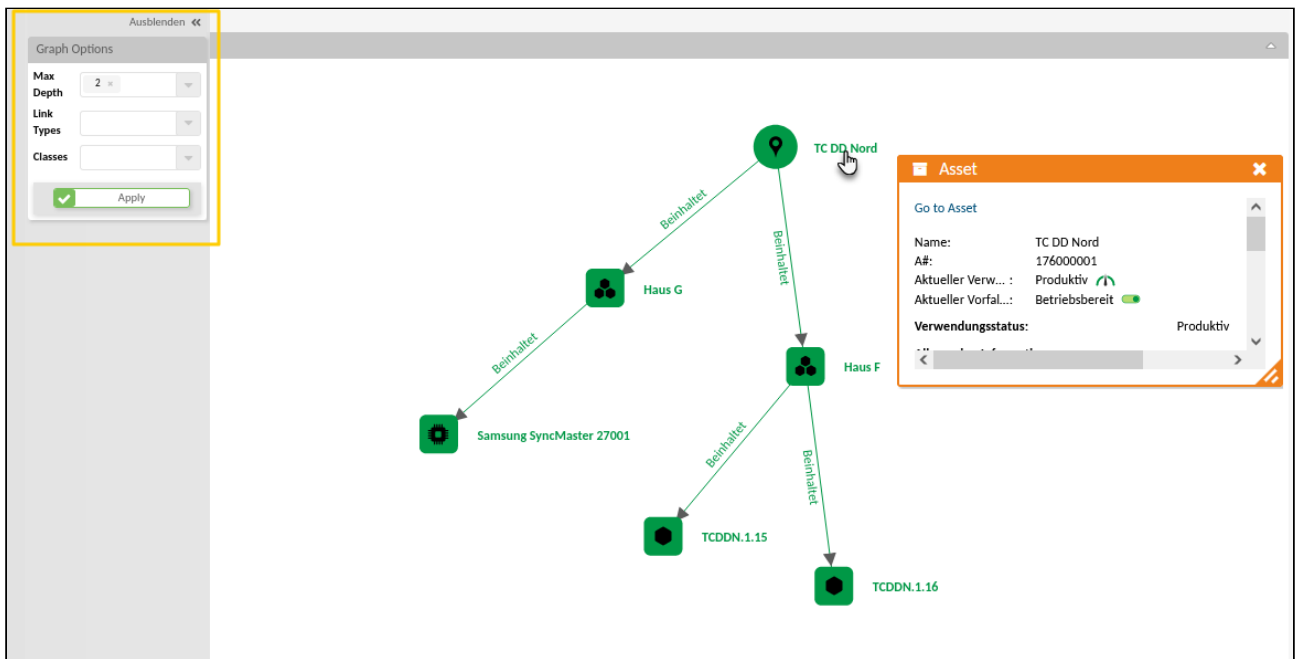 Ausblenden
Graph Options
Max Depth
2
Link Types
Classes
Apply
TC DD Nord
Beinhaltet
Beinhaltet
Haus G
Beinhaltet
Haus F
Samsung SyncMaster 27001
Beinhaltet
Beinhaltet
TCDDN.1.15
TCDDN.1.16
Asset
Go to Asset
Name: TC DD Nord
A#: 176000001
Aktueller Verw... : Produktiv
Aktueller Vorfal...: Betriebsbereit
Verwendungsstatus: Produktiv